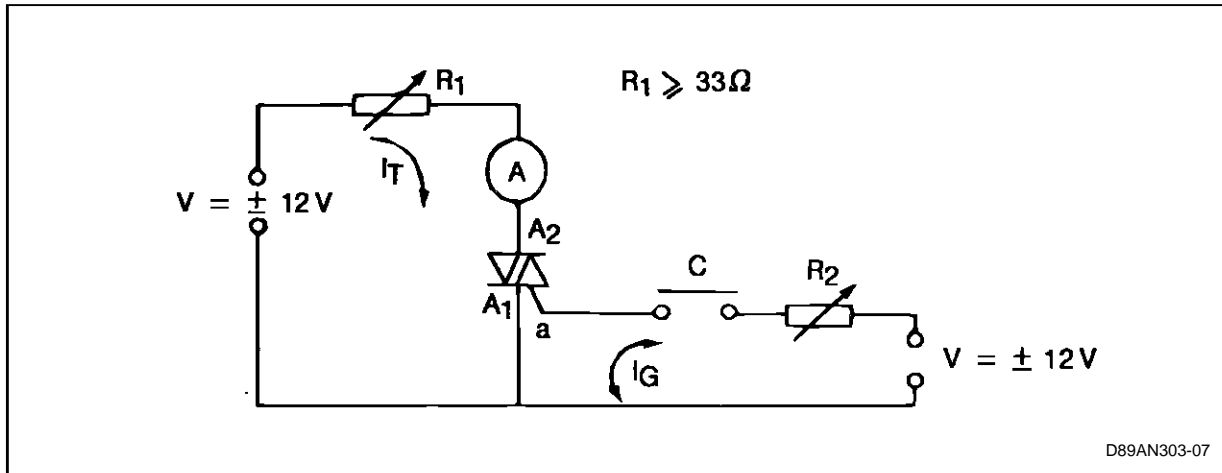 R1
R1 ⩾ 33Ω
IT
A
V = ± 12 V
A2
A1
a
C
R2
IG
V = ± 12 V
D89AN303-07